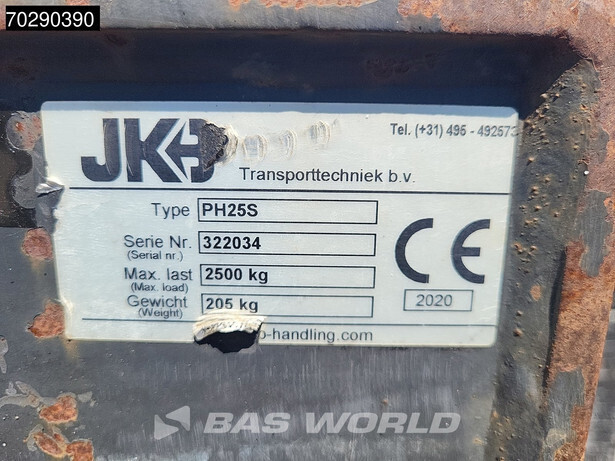 70290390
JKH
Tel. (+31) 495 - 492573
Transporttechniek b.v.
Type PH25S
Serie Nr. 322034
(Serial nr.)
Max. last 2500 kg
(Max. load)
Gewicht 205 kg
(Weight)
CE
2020
-handling.com
BAS WORLD